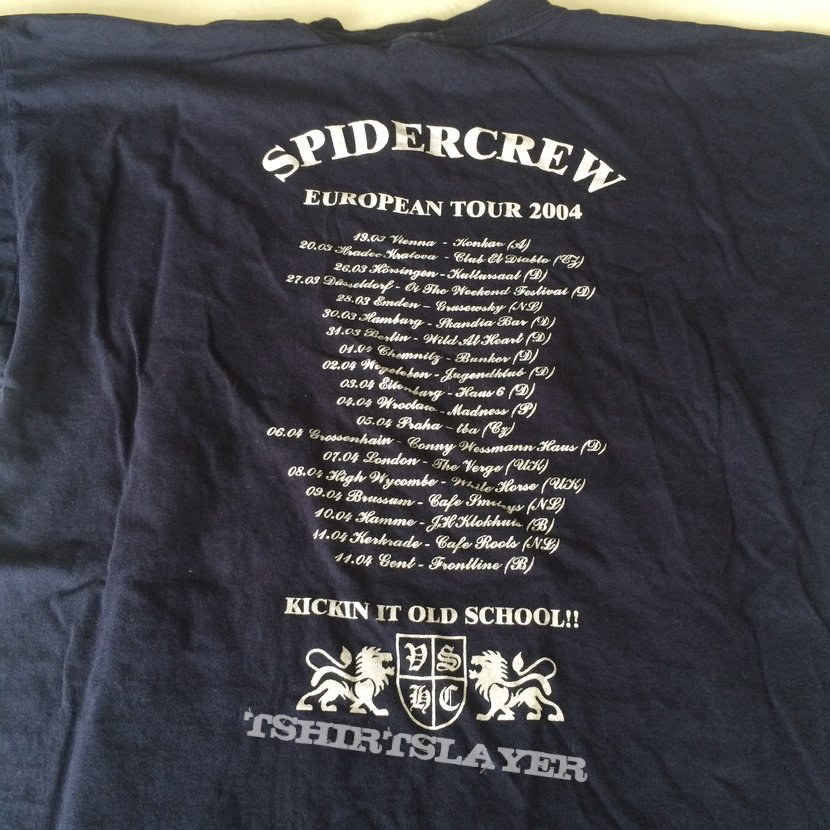 SPIDERCREW
EUROPEAN TOUR 2004
19.03 Vienna - Konkav (A)
20.03 Hradec Kratova - Club El Diablo (Cz)
26.03 Hörsingen - Kultursaal (D)
27.03 Düsseldorf - Oi The Weekend Festival (D)
28.03 Emden - Grusewsky (NL)
30.03 Hamburg - Skandia Bar (D)
31.03 Berlin - Wild At Heart (D)
01.04 Chemnitz - Bunker (D)
02.04 Wegeleben - Jugendklub (D)
03.04 Eilenburg - Haus 6 (D)
04.04 Wroclaw - Madness (P)
05.04 Praha - tba (Cz)
06.04 Grossenhain - Conny Wessmann Haus (D)
07.04 London - The Verge (UK)
08.04 High Wycombe - White Horse (UK)
09.04 Brussum - Cafe Smileys (NL)
10.04 Hamme - JH Klokhuis (B)
11.04 Kerkrade - Cafe Roots (NL)
11.04 Gent - Frontline (B)
KICKIN IT OLD SCHOOL!!
VS
HC
TSHIRTSLAYER